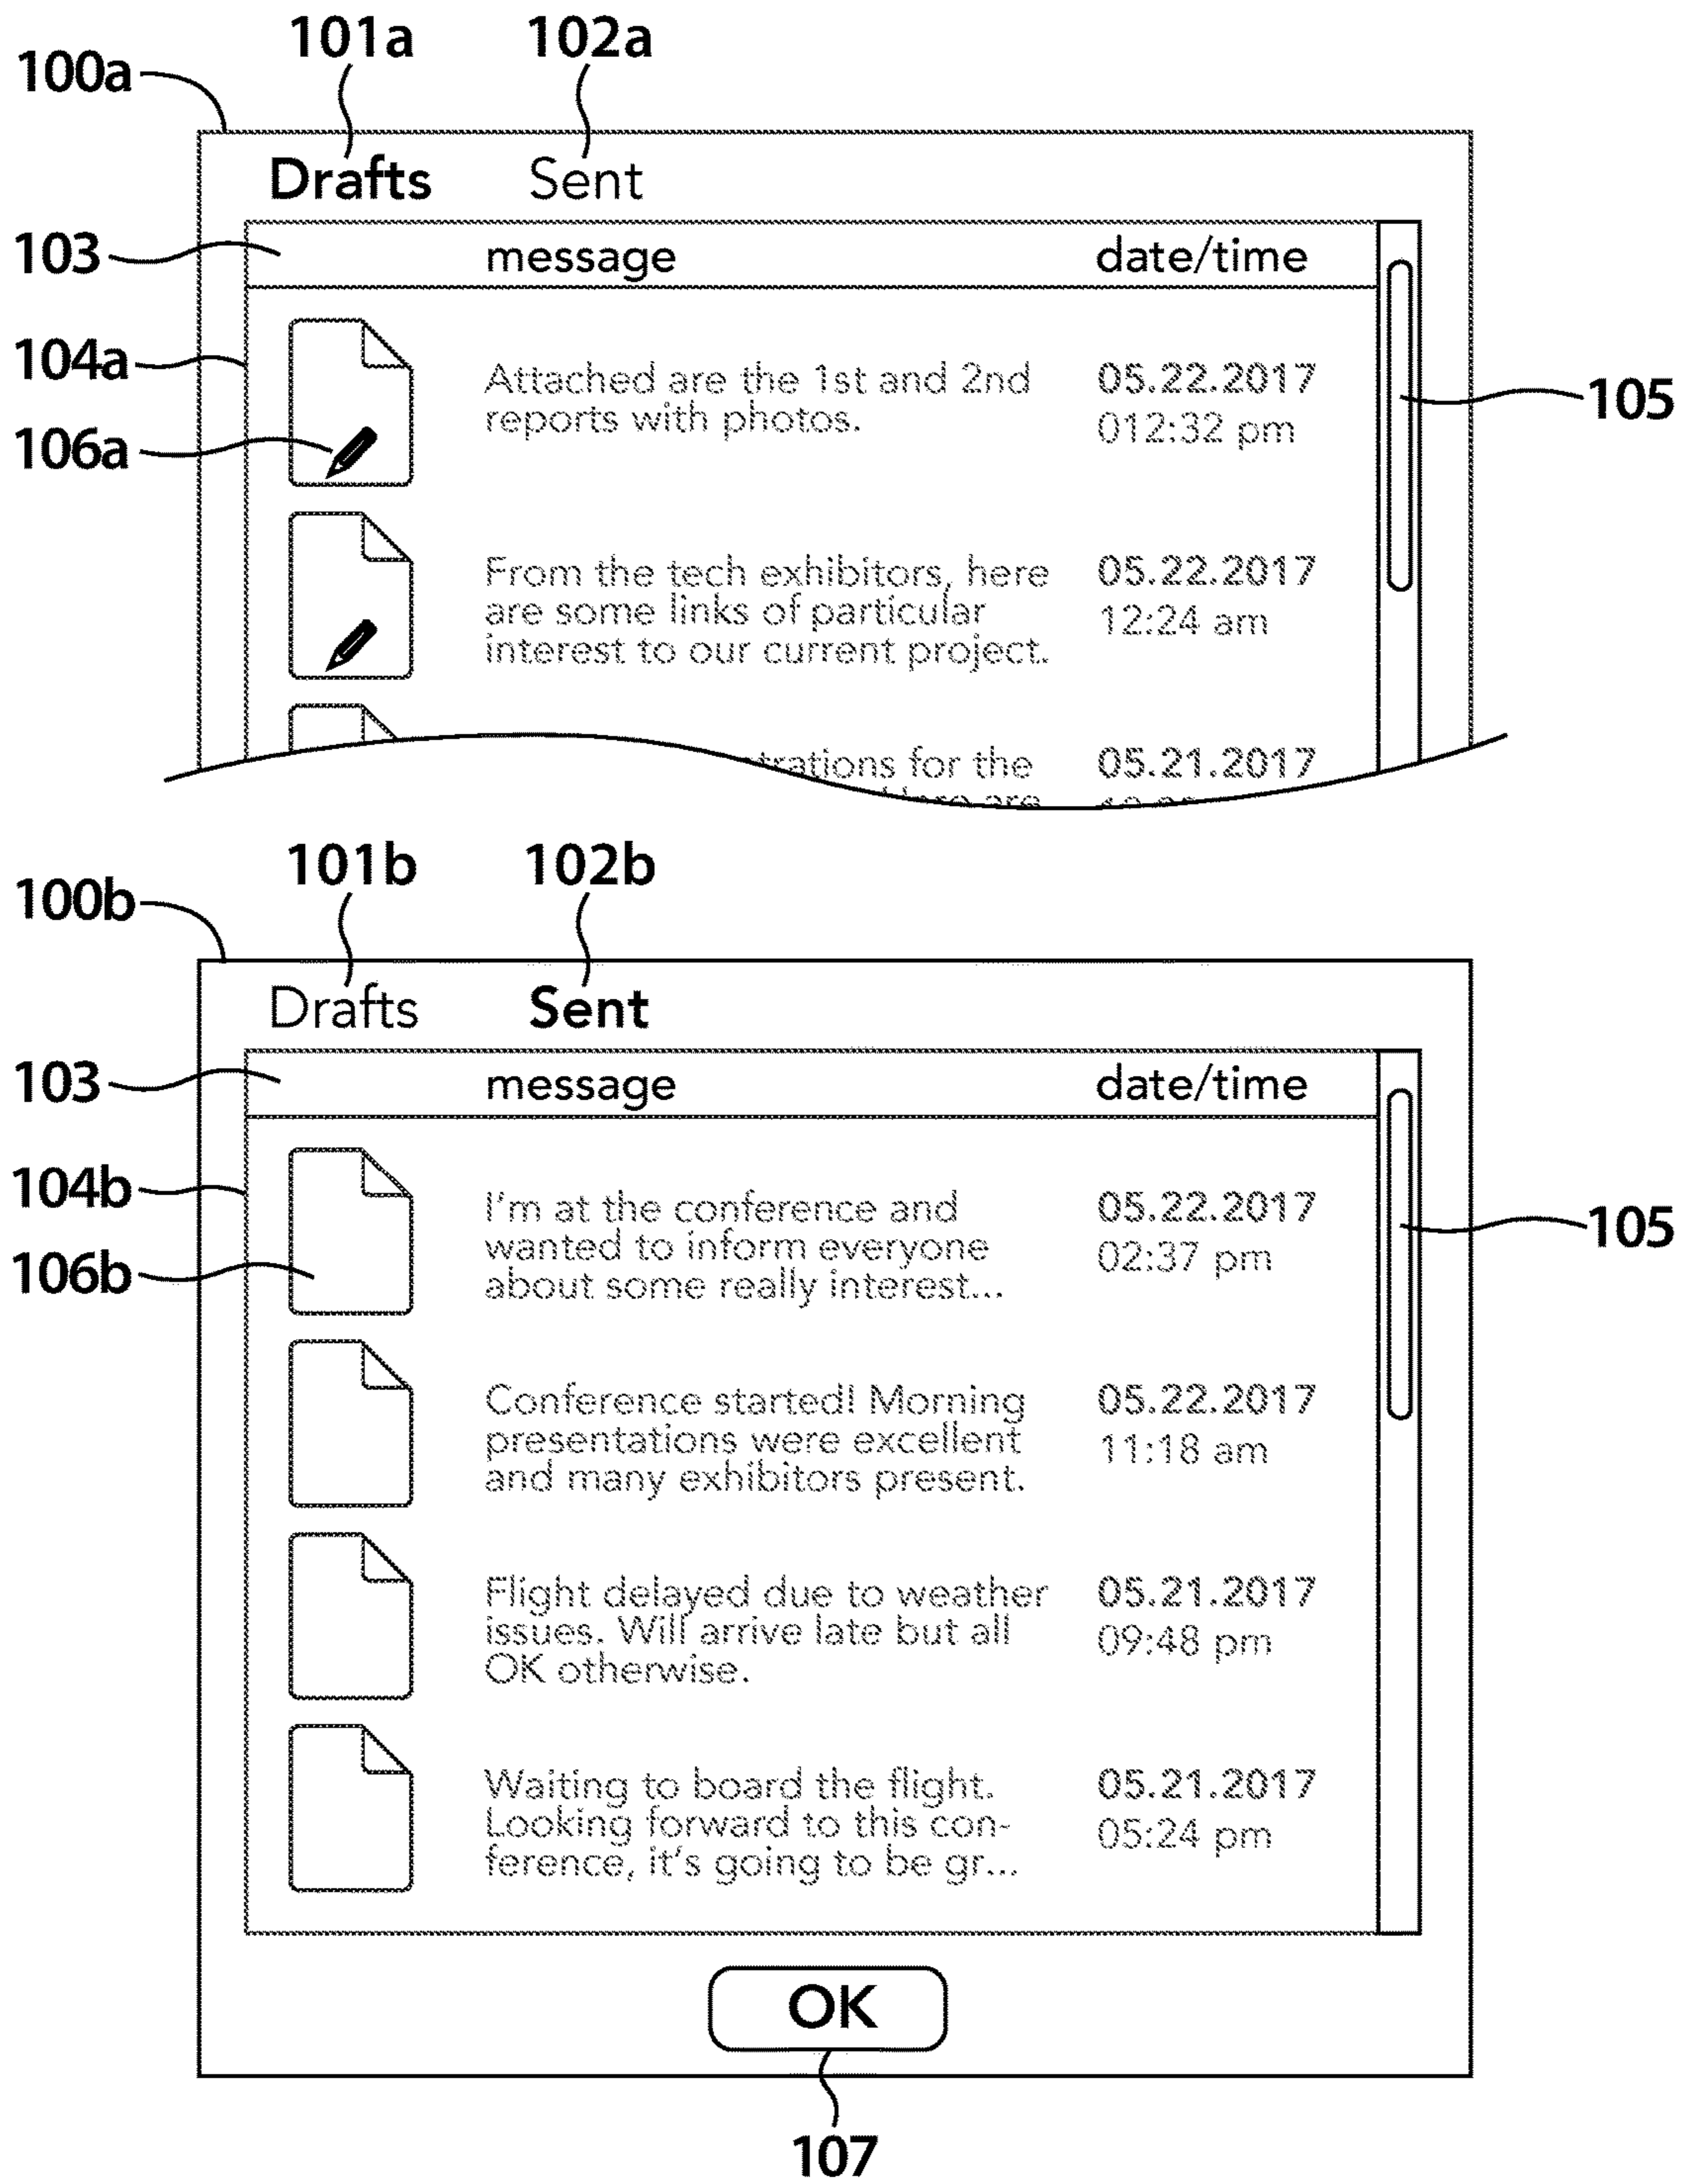 101a 102a
100a
Drafts Sent
103 message date/time
104a
Attached are the 1st and 2nd
reports with photos.
05.22.2017
012:32 pm
105
106a
From the tech exhibitors, here
are some links of particular
interest to our current project.
05.22.2017
12:24 am
for the
05.21.2017
101b 102b
100b
Drafts Sent
103 message date/time
104b
I'm at the conference and
wanted to inform everyone
about some really interest...
05.22.2017
02:37 pm
105
106b
Conference started! Morning
presentations were excellent
and many exhibitors present.
05.22.2017
11:18 am
Flight delayed due to weather
issues. Will arrive late but all
OK otherwise.
05.21.2017
09:48 pm
Waiting to board the flight.
Looking forward to this con-
ference, it's going to be gr...
05.21.2017
05:24 pm
OK
107